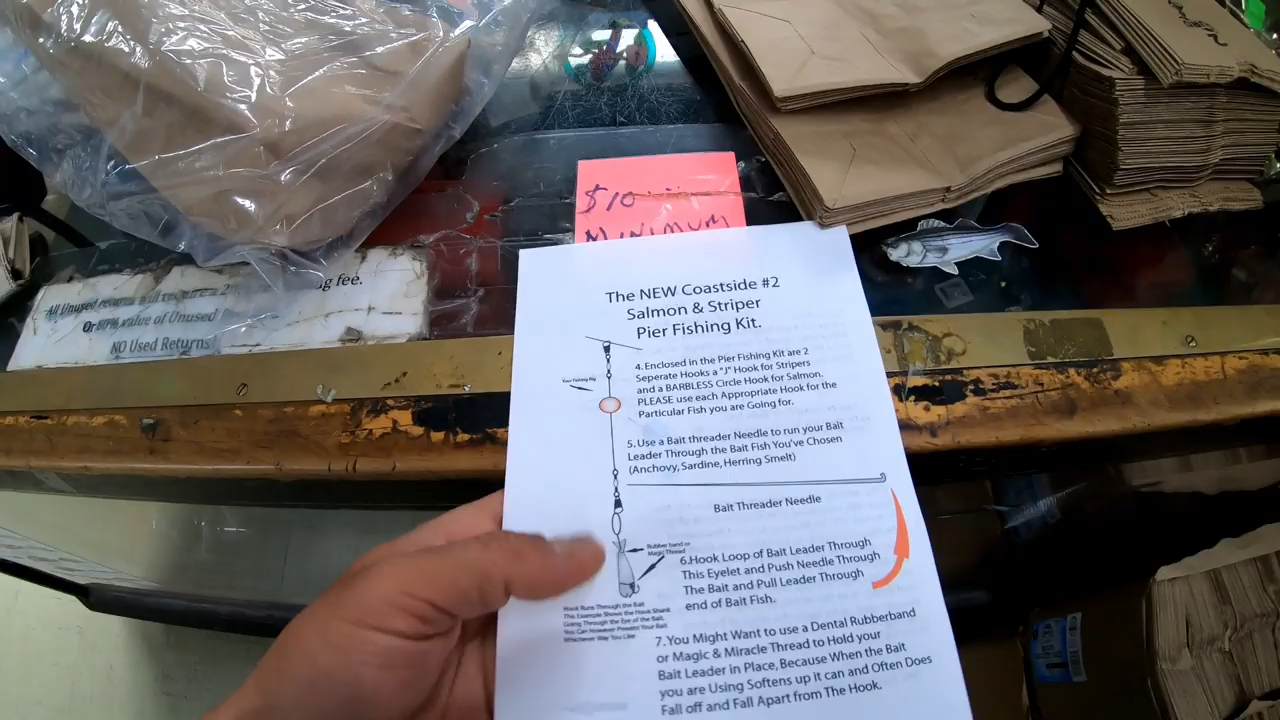 $10
MINIMUM
All Unused returns will require
g fee.
Or 80% value of Unused
NO Used Returns!
The NEW Coastside #2
Salmon & Striper
Pier Fishing Kit.
Your Fishing Rig
4.Enclosed in the Pier Fishing Kit are 2
Seperate Hooks a "J" Hook for Stripers
and a BARBLESS Circle Hook for Salmon.
PLEASE use each Appropriate Hook for the
Particular Fish you are Going for.
5.Use a Bait threader Needle to run your Bait
Leader Through the Bait Fish You've Chosen
(Anchovy, Sardine, Herring Smelt)
Bait Threader Needle
Rubber band or
Magic Thread
6.Hook Loop of Bait Leader Through
This Eyelet and Push Needle Through
The Bait and Pull Leader Through
end of Bait Fish.
Hook Runs Through the Bait
This Example Shows the Hook Shank
Going Through the Eye of the Bait.
You Can However Present Your Bait
Whichever Way You Like
7.You Might Want to use a Dental Rubberband
or Magic & Miracle Thread to Hold your
Bait Leader in Place, Because When the Bait
you are Using Softens up it can and Often Does
Fall off and Fall Apart from The Hook.